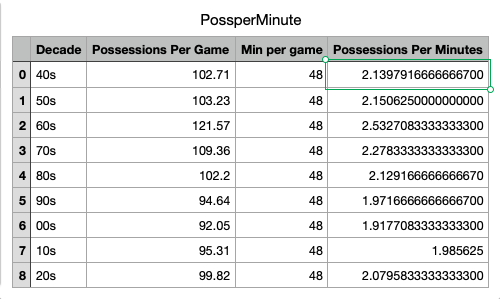 PossperMinute
Decade Possessions Per Game Min per game Possessions Per Minutes
0 40s 102.71 48 2.1397916666666700
1 50s 103.23 48 2.1506250000000000
2 60s 121.57 48 2.5327083333333300
3 70s 109.36 48 2.2783333333333300
4 80s 102.2 48 2.129166666666670
5 90s 94.64 48 1.9716666666666700
6 00s 92.05 48 1.9177083333333300
7 10s 95.31 48 1.985625
8 20s 99.82 48 2.0795833333333300